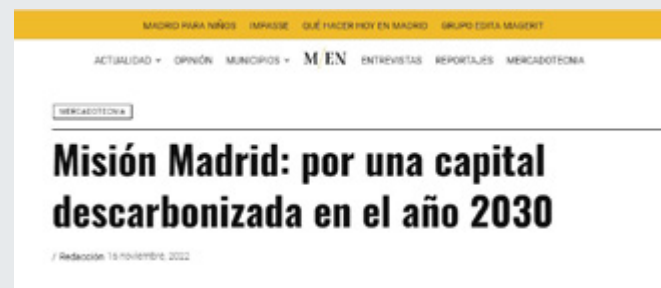 MADRID PARA NIÑOS IMPASSE QUÉ HACER HOY EN MADRID GRUPO EDITA MAGERIT
ACTUALIDAD OPINIÓN MUNICIPIOS M EN ENTREVISTAS REPORTAJES MERCADOTECNIA
MERCADOTECNIA
Misión Madrid: por una capital
descarbonizada en el año 2030
/ Redacción 16 noviembre, 2022